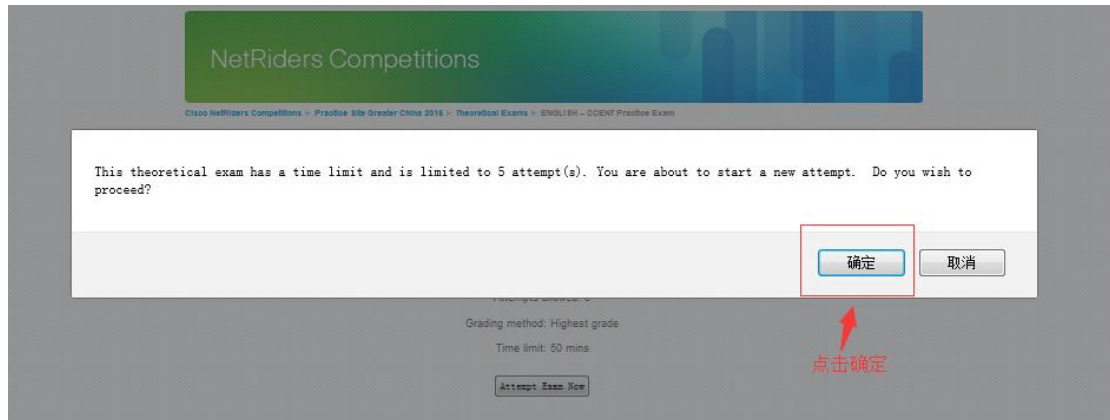 NetRiders Competitions
Cisco NetRiders Competitions ► Practice Site Greater China 2016 ► Theoretical Exams ► ENGLISH – CCENT Practice Exam
This theoretical exam has a time limit and is limited to 5 attempt(s). You are about to start a new attempt. Do you wish to
proceed?
确定 取消
Grading method: Highest grade
Time limit: 50 mins
点击确定
Attempt Exam Now